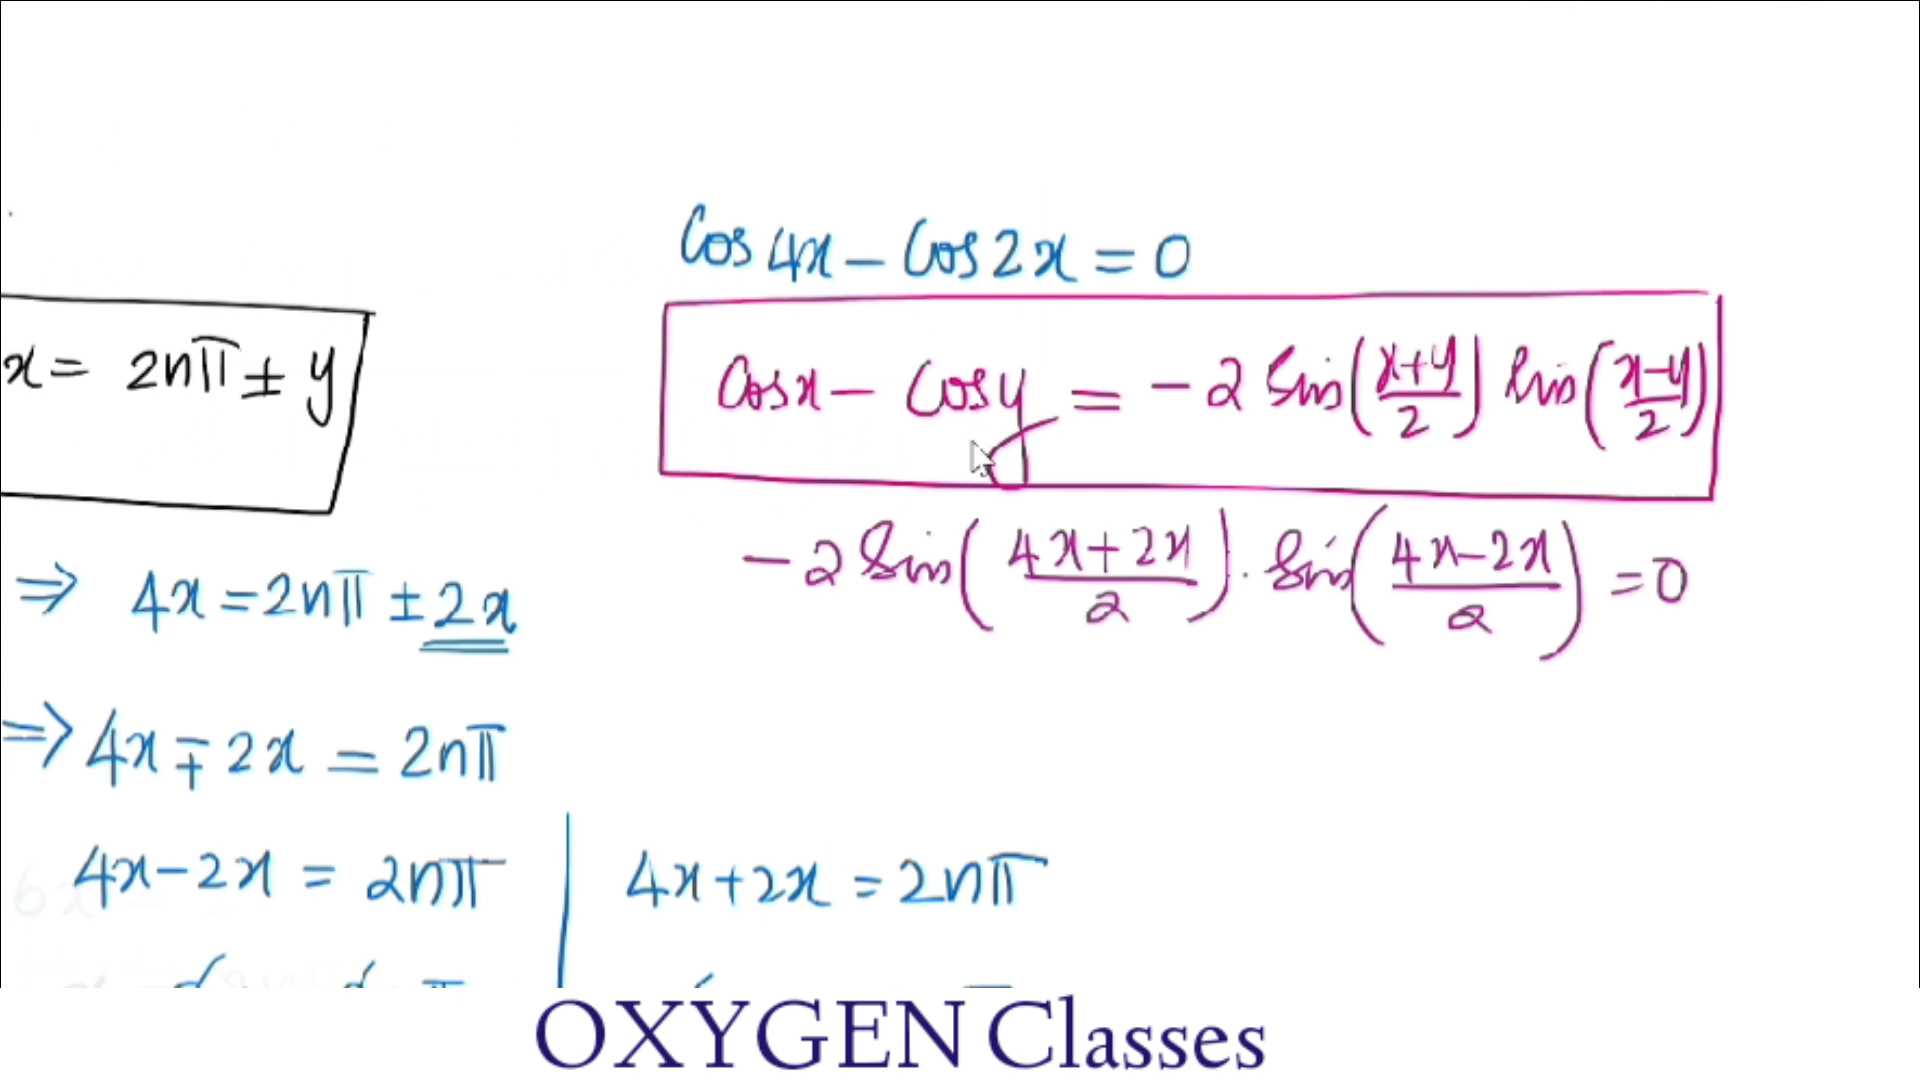 Cos 4x - Cos 2x = 0
x = 2nπ ± y
Cos x - Cos y = -2 Sin(x+y/2) Sin(x-y/2)
-2 Sin(4x+2x/2) . Sin(4x-2x/2) = 0
⇒ 4x = 2nπ ± 2x
⇒ 4x ∓ 2x = 2nπ
4x - 2x = 2nπ | 4x + 2x = 2nπ
OXYGEN Classes